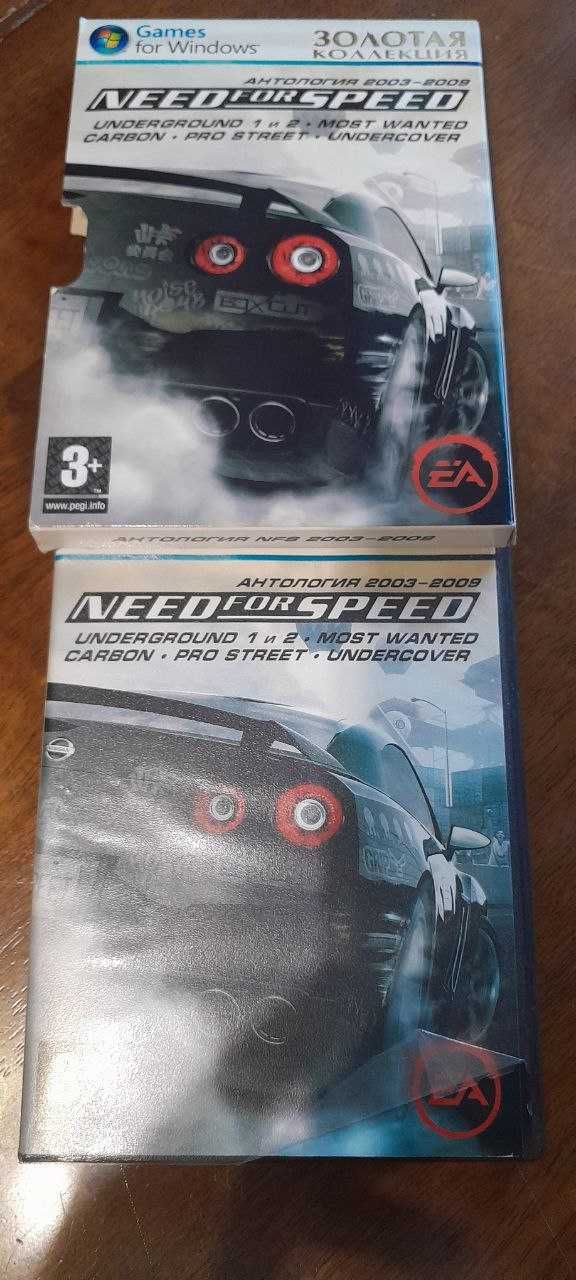 Games
for Windows
ЗОЛОТАЯ
КОЛЛЕКЦИЯ
АНТОЛОГИЯ 2003-2009
NEED FOR SPEED
UNDERGROUND 1 и 2 • MOST WANTED
CARBON • PRO STREET • UNDERCOVER
BOXCUT
3+
www.pegi.info
EA
АНТОЛОГИЯ NFS 2003-2009
АНТОЛОГИЯ 2003-2009
NEED FOR SPEED
UNDERGROUND 1 и 2 • MOST WANTED
CARBON • PRO STREET • UNDERCOVER
EA